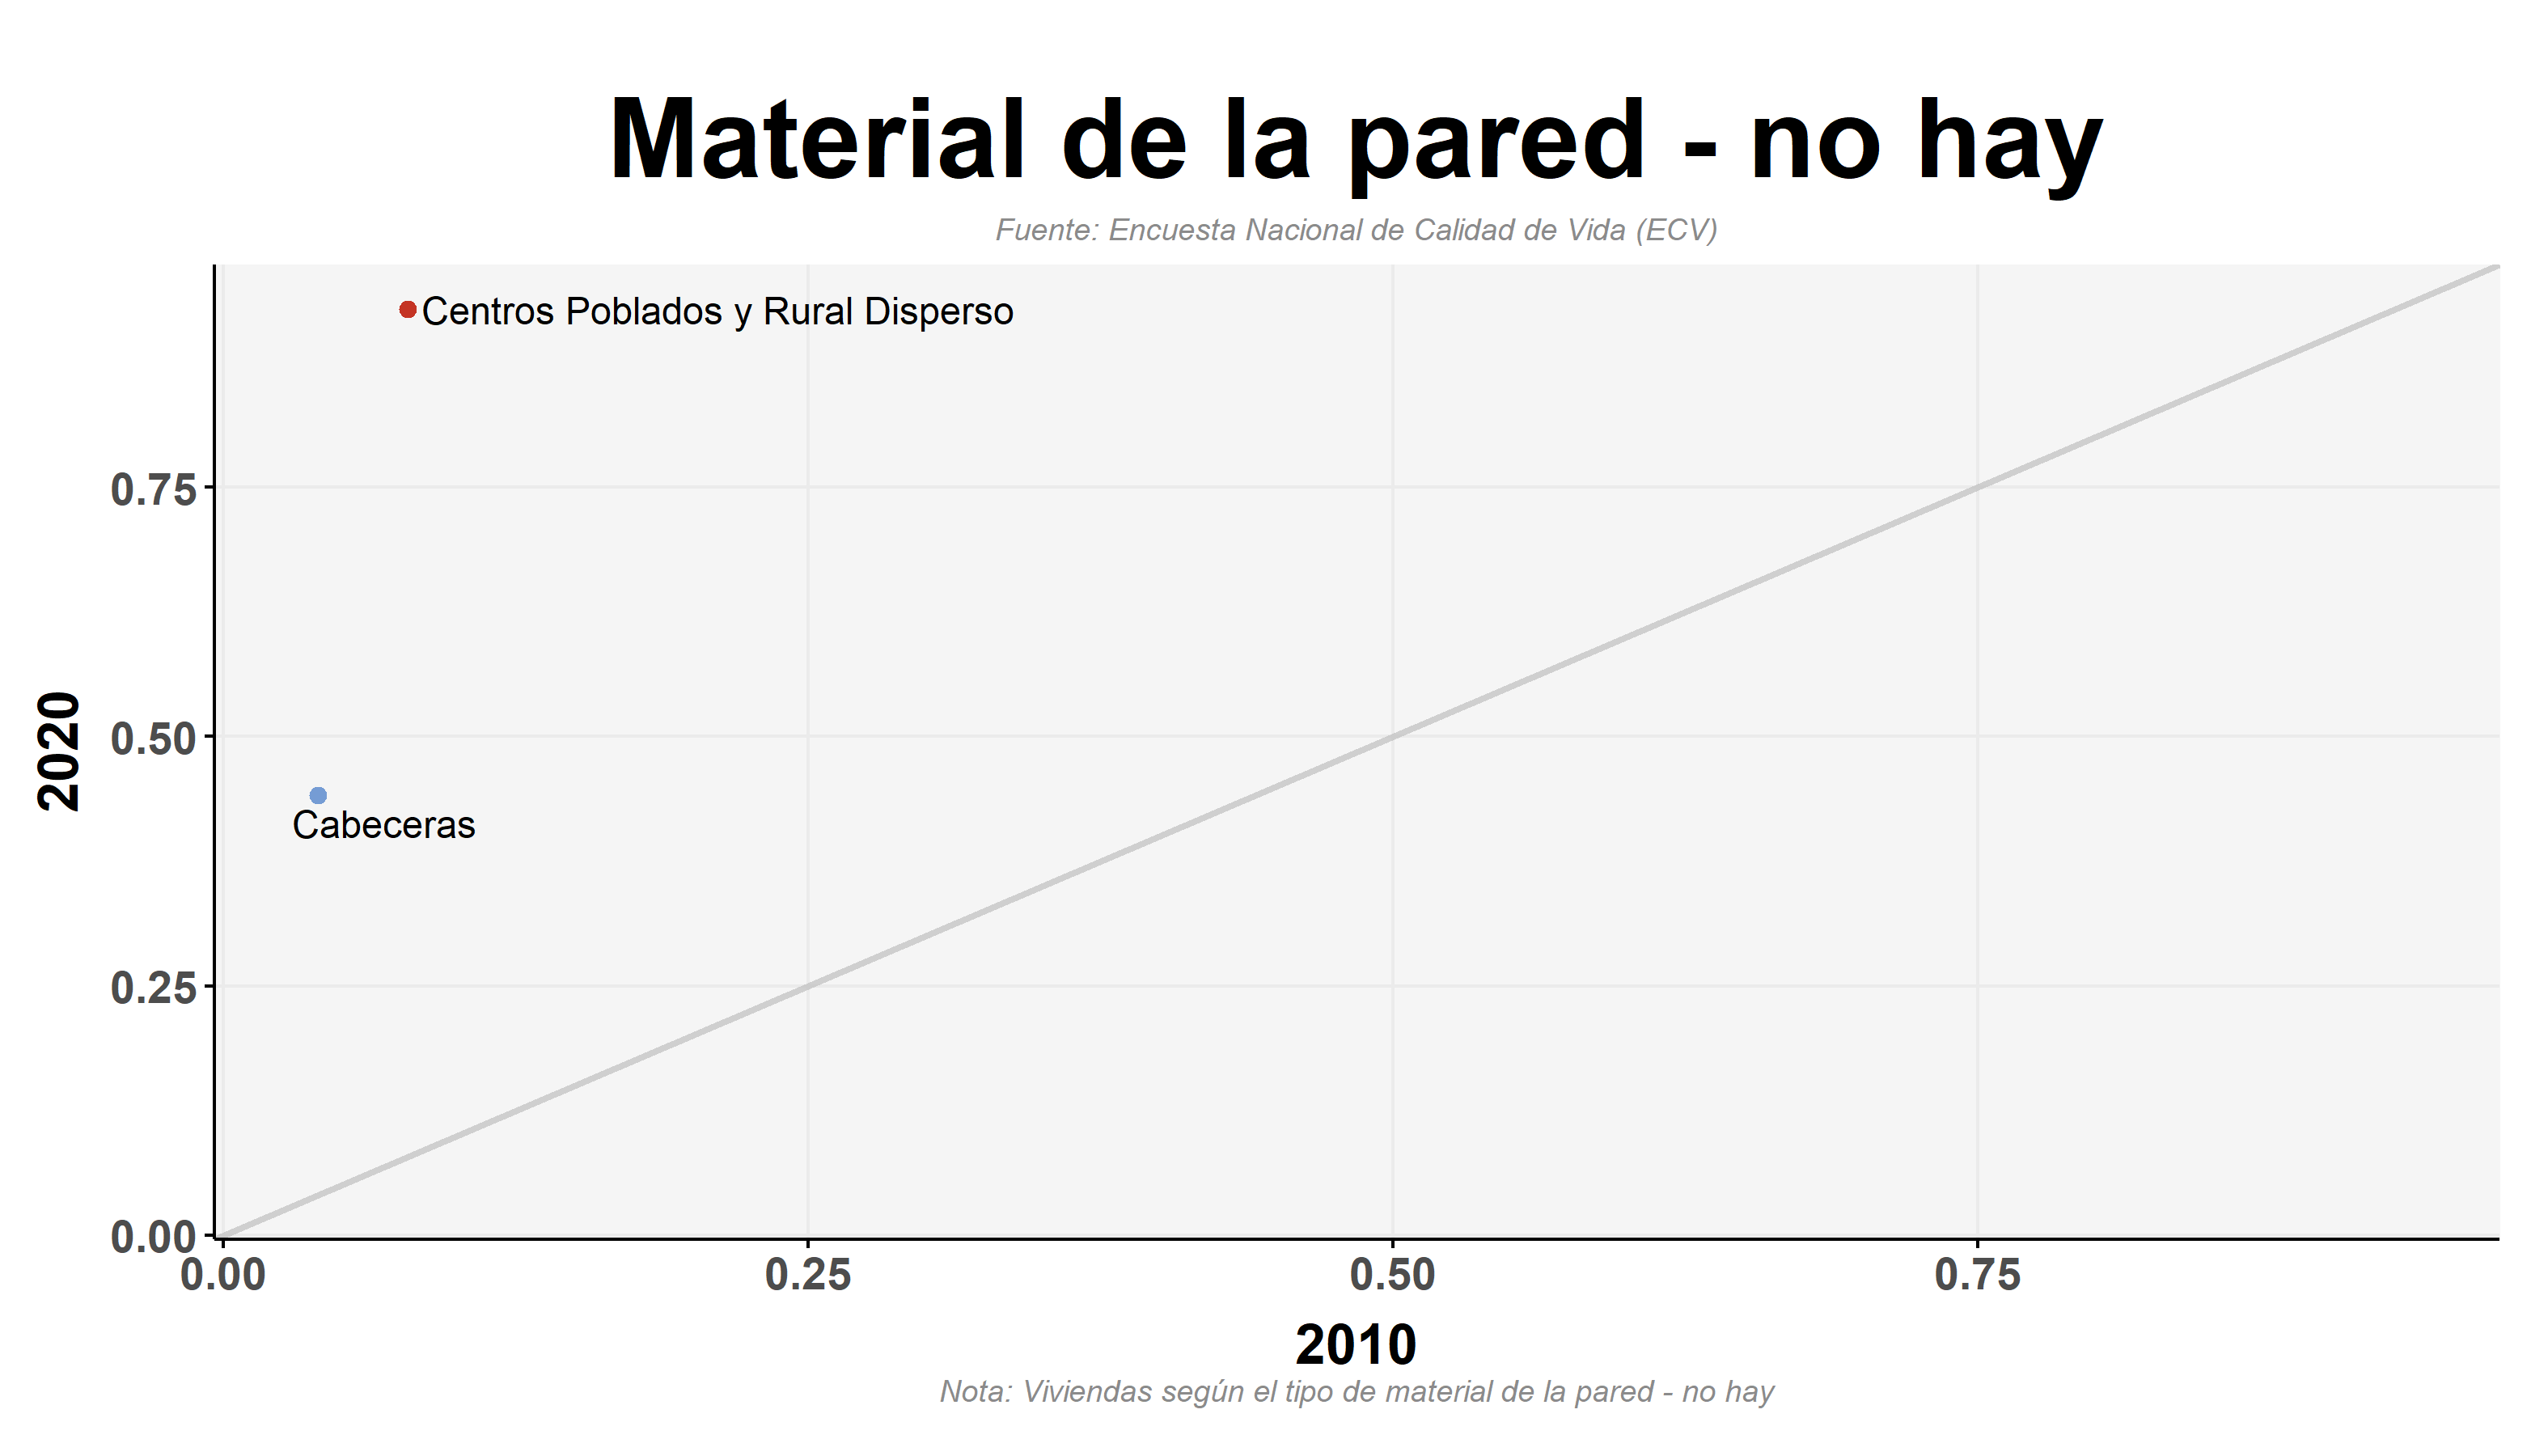 Material de la pared - no hay
Fuente: Encuesta Nacional de Calidad de Vida (ECV)
Centros Poblados y Rural Disperso
0.75
2020
0.50
Cabeceras
0.25
0.00
0.00 0.25 0.50 0.75
2010
Nota: Viviendas según el tipo de material de la pared - no hay